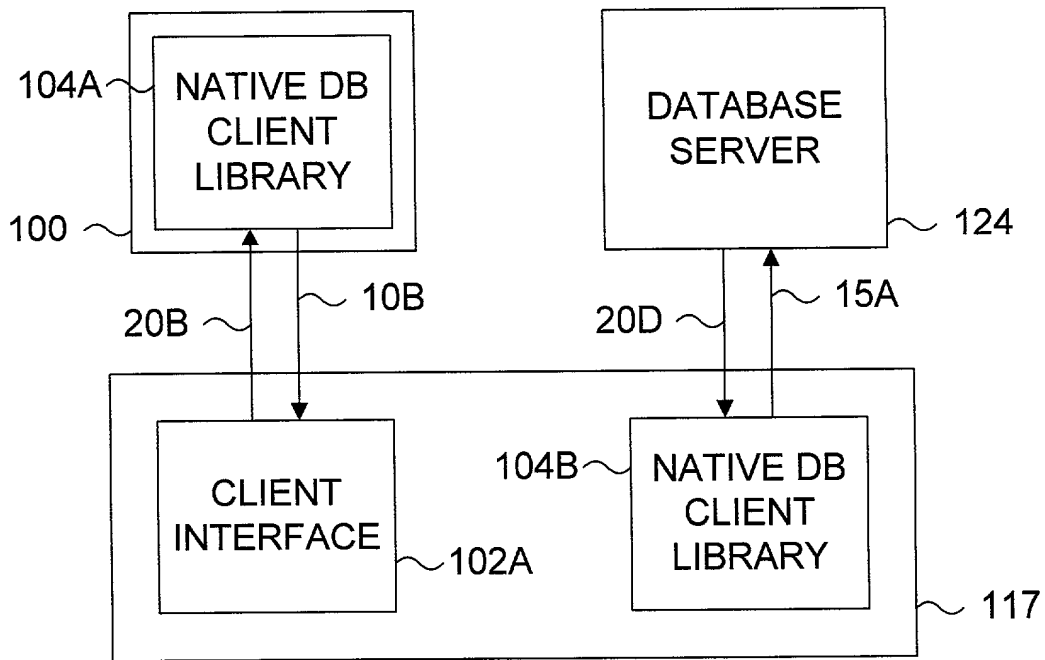 104A
NATIVE DB
CLIENT
LIBRARY
100
DATABASE
SERVER
124
20B
10B
20D
15A
CLIENT
INTERFACE
102A
104B
NATIVE DB
CLIENT
LIBRARY
117